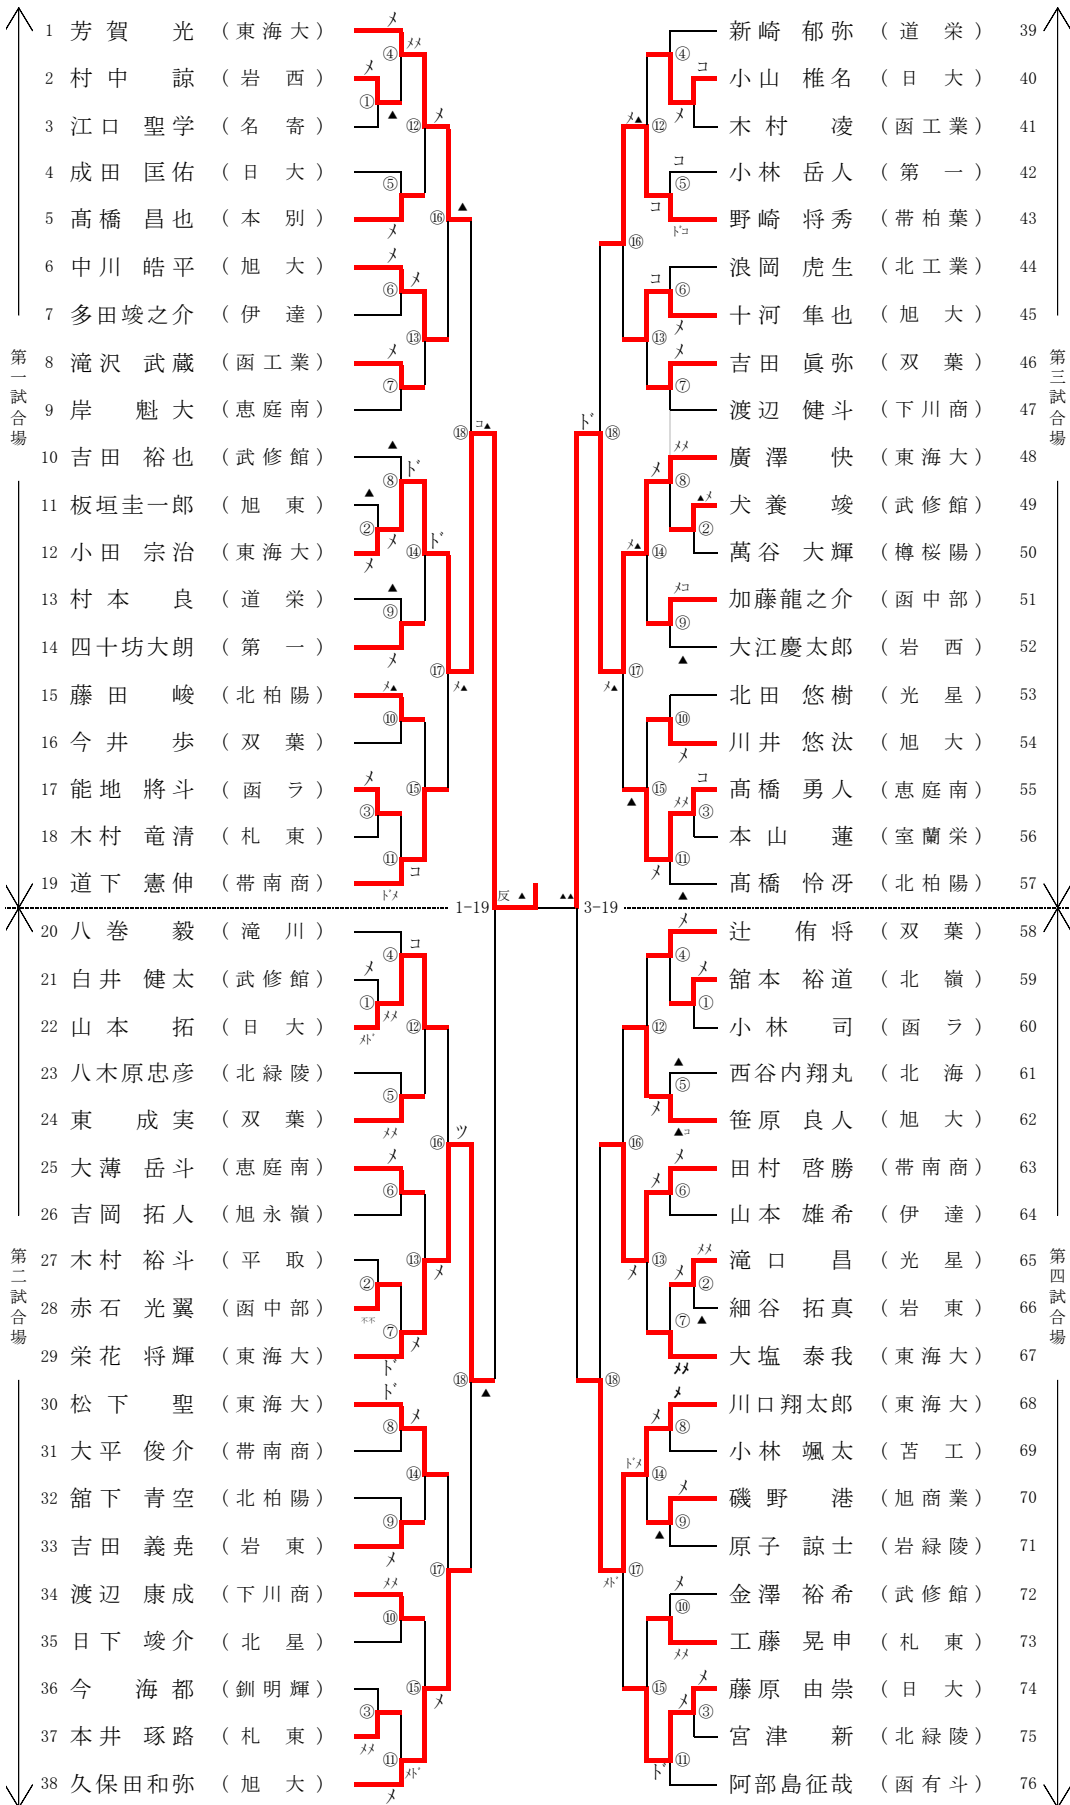 第一試合場
1 芳賀 光 (東海大)
2 村中 諒 (岩西)
3 江口 聖学 (名寄)
4 成田 匡佑 (日大)
5 髙橋 昌也 (本別)
6 中川 皓平 (旭大)
7 多田竣之介 (伊達)
8 滝沢 武蔵 (函工業)
9 岸 魁大 (恵庭南)
10 吉田 裕也 (武修館)
11 板垣圭一郎 (旭東)
12 小田 宗治 (東海大)
13 村本 良 (道栄)
14 四十坊大朗 (第一)
15 藤田 峻 (北柏陽)
16 今井 歩 (双葉)
17 能地 將斗 (函ラ)
18 木村 竜清 (札東)
19 道下 憲伸 (帯南商)
第二試合場
20 八巻 毅 (滝川)
21 白井 健太 (武修館)
22 山本 拓 (日大)
23 八木原忠彦 (北緑陵)
24 東 成実 (双葉)
25 大薄 岳斗 (恵庭南)
26 吉岡 拓人 (旭永嶺)
27 木村 裕斗 (平取)
28 赤石 光翼 (函中部)
29 栄花 将輝 (東海大)
30 松下 聖 (東海大)
31 大平 俊介 (帯南商)
32 舘下 青空 (北柏陽)
33 吉田 義尭 (岩東)
34 渡辺 康成 (下川商)
35 日下 竣介 (北星)
36 今 海都 (釧明輝)
37 本井 琢路 (札東)
38 久保田和弥 (旭大)
反 ▲ ▲▲
1-19 3-19
第三試合場
新崎 郁弥 (道栄) 39
小山 椎名 (日大) 40
木村 凌 (函工業) 41
小林 岳人 (第一) 42
野崎 将秀 (帯柏葉) 43
浪岡 虎生 (北工業) 44
十河 隼也 (旭大) 45
吉田 眞弥 (双葉) 46
渡辺 健斗 (下川商) 47
廣澤 快 (東海大) 48
犬養 竣 (武修館) 49
萬谷 大輝 (樽桜陽) 50
加藤龍之介 (函中部) 51
大江慶太郎 (岩西) 52
北田 悠樹 (光星) 53
川井 悠汰 (旭大) 54
髙橋 勇人 (恵庭南) 55
本山 蓮 (室蘭栄) 56
髙橋 怜冴 (北柏陽) 57
第四試合場
辻 侑将 (双葉) 58
舘本 裕道 (北嶺) 59
小林 司 (函ラ) 60
西谷内翔丸 (北海) 61
笹原 良人 (旭大) 62
田村 啓勝 (帯南商) 63
山本 雄希 (伊達) 64
滝口 昌 (光星) 65
細谷 拓真 (岩東) 66
大塩 泰我 (東海大) 67
川口翔太郎 (東海大) 68
小林 颯太 (苫工) 69
磯野 港 (旭商業) 70
原子 諒士 (岩緑陵) 71
金澤 裕希 (武修館) 72
工藤 晃申 (札東) 73
藤原 由崇 (日大) 74
宮津 新 (北緑陵) 75
阿部島征哉 (函有斗) 76